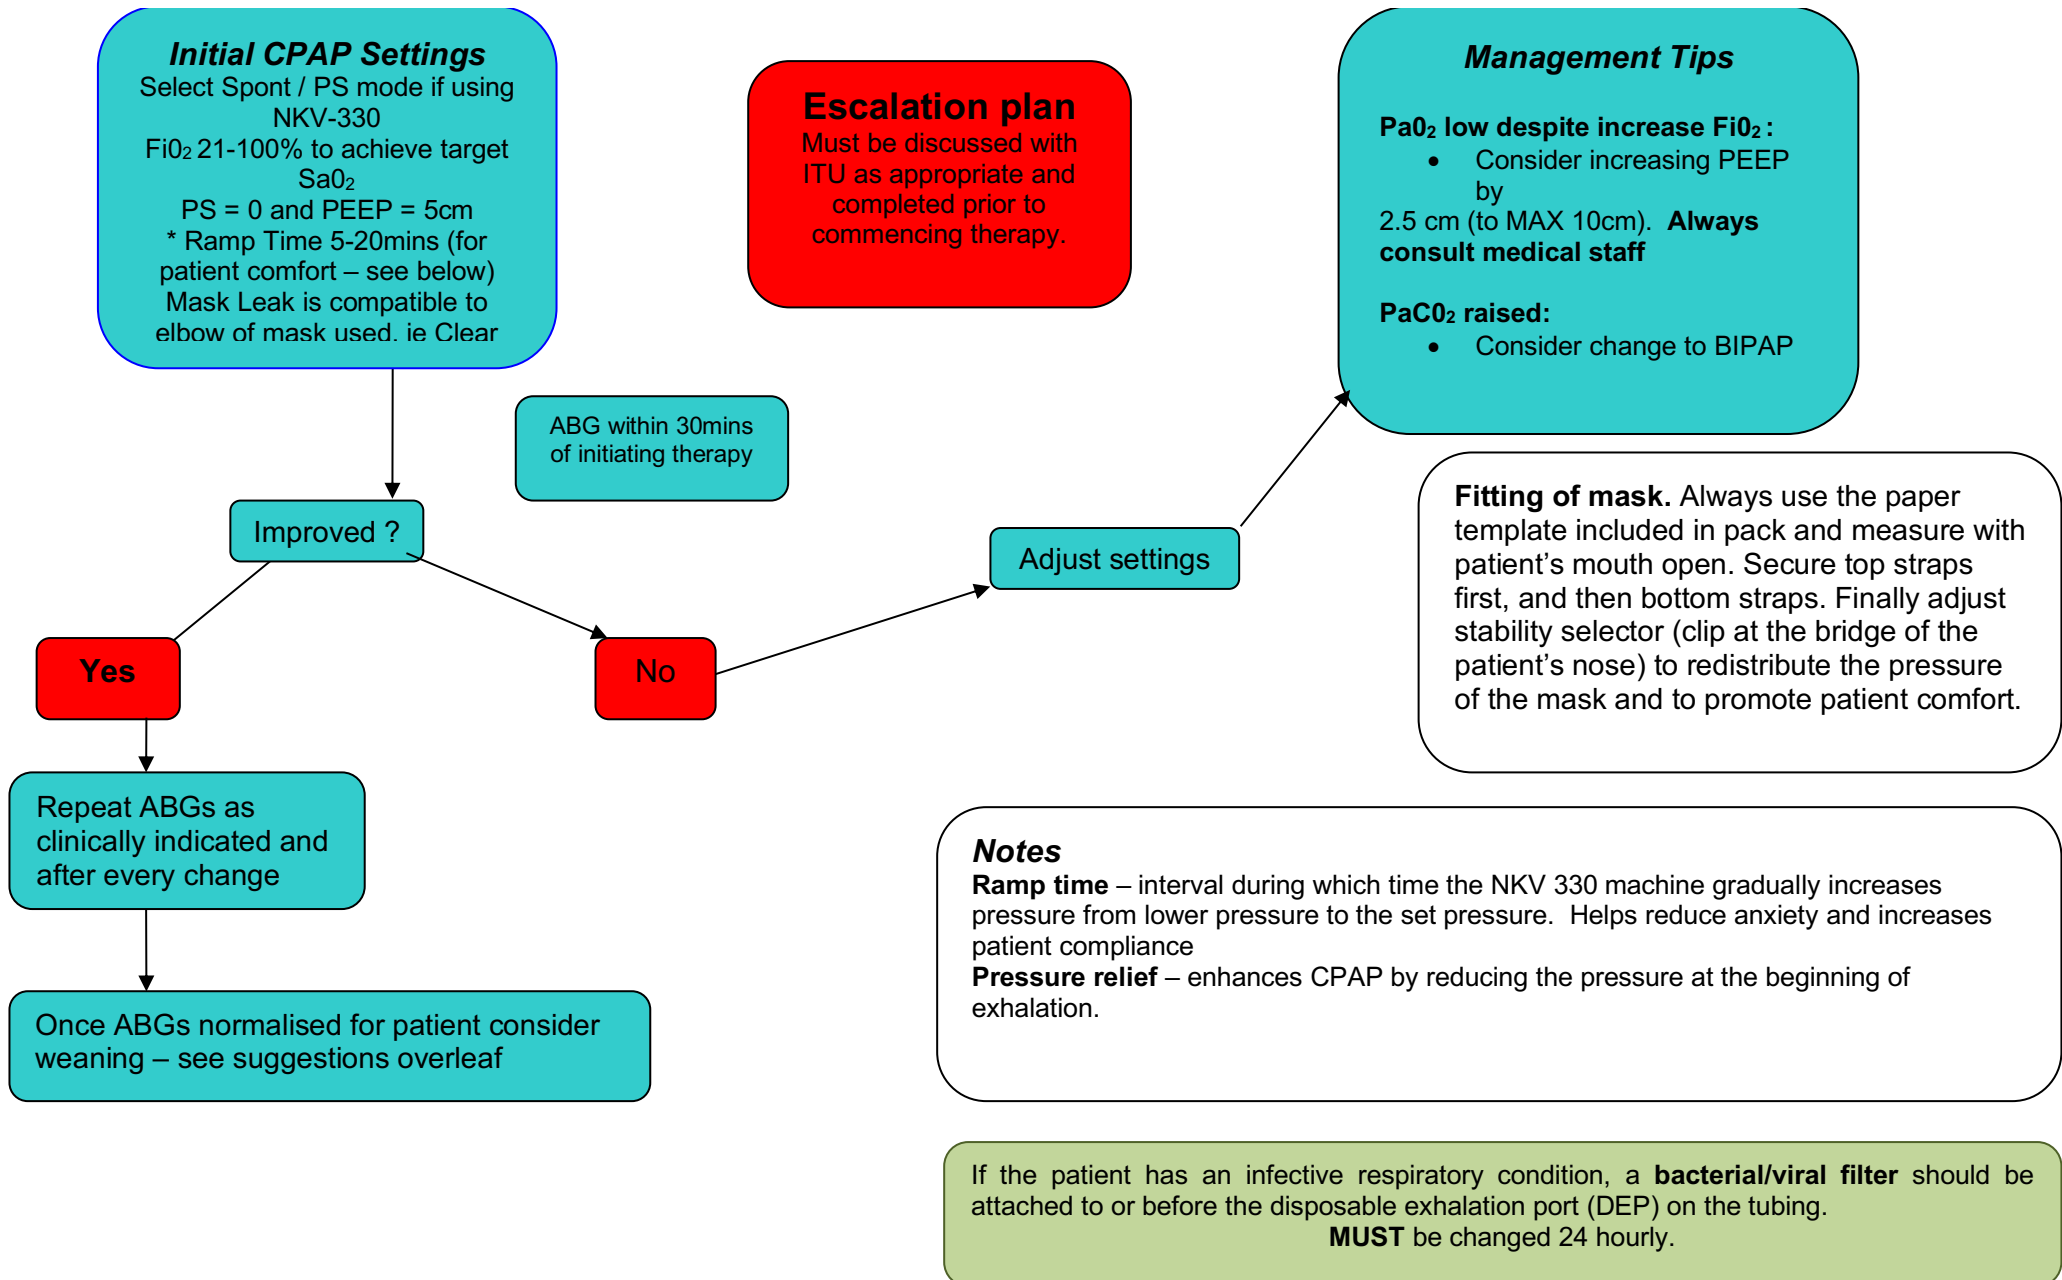 Initial CPAP Settings
Select Spont / PS mode if using
NKV-330
Fi0₂ 21-100% to achieve target
Sa0₂
PS = 0 and PEEP = 5cm
* Ramp Time 5-20mins (for
patient comfort – see below)
Mask Leak is compatible to
elbow of mask used. ie Clear
Escalation plan
Must be discussed with
ITU as appropriate and
completed prior to
commencing therapy.
Management Tips
Pa0₂ low despite increase Fi0₂ :
• Consider increasing PEEP
by
2.5 cm (to MAX 10cm). Always
consult medical staff
PaC0₂ raised:
• Consider change to BIPAP
ABG within 30mins
of initiating therapy
Improved ?
Adjust settings
Fitting of mask. Always use the paper
template included in pack and measure with
patient’s mouth open. Secure top straps
first, and then bottom straps. Finally adjust
stability selector (clip at the bridge of the
patient’s nose) to redistribute the pressure
of the mask and to promote patient comfort.
Yes
No
Repeat ABGs as
clinically indicated and
after every change
Once ABGs normalised for patient consider
weaning – see suggestions overleaf
Notes
Ramp time – interval during which time the NKV 330 machine gradually increases
pressure from lower pressure to the set pressure. Helps reduce anxiety and increases
patient compliance
Pressure relief – enhances CPAP by reducing the pressure at the beginning of
exhalation.
If the patient has an infective respiratory condition, a bacterial/viral filter should be
attached to or before the disposable exhalation port (DEP) on the tubing.
MUST be changed 24 hourly.